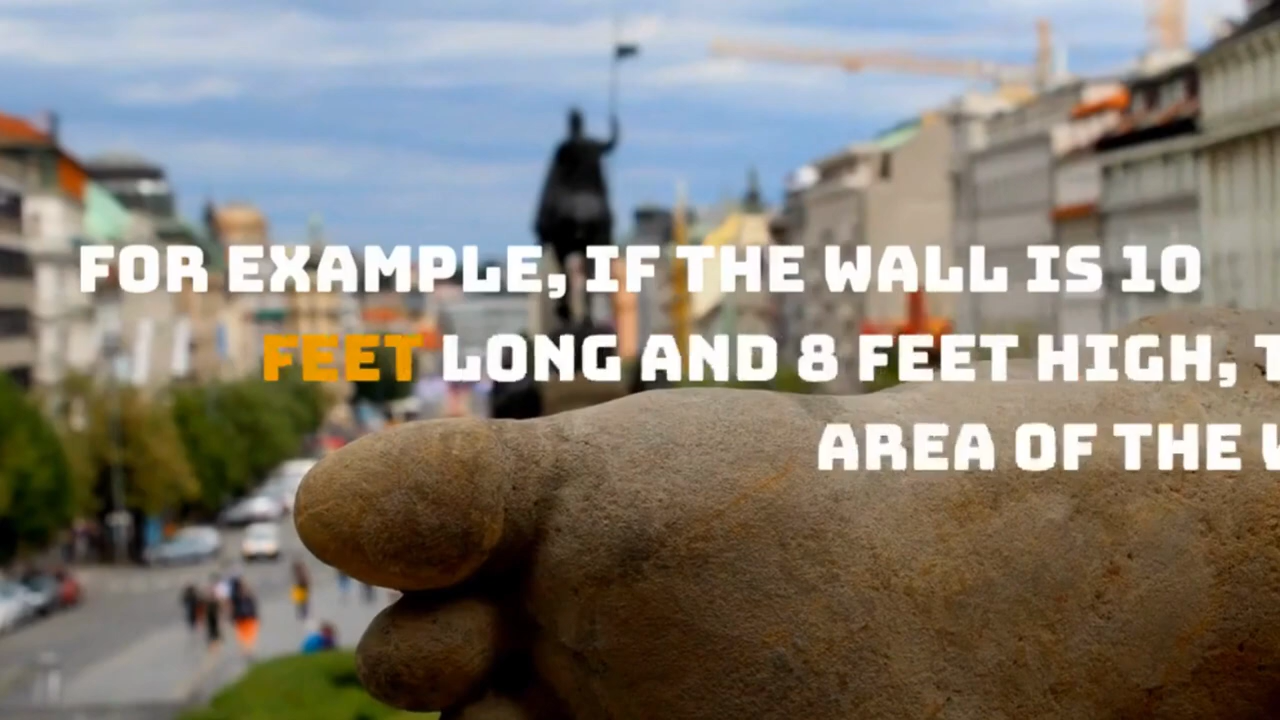 FOR EXAMPLE, IF THE WALL IS 10
FEET LONG AND 8 FEET HIGH,
AREA OF THE